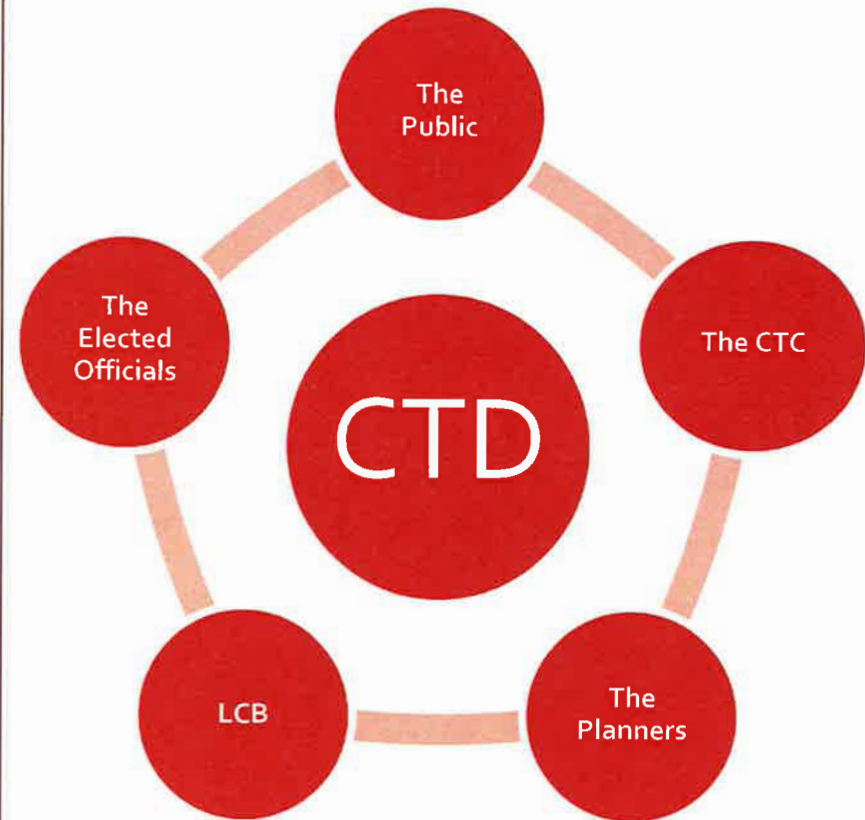 The
Public
The
Elected
Officials
The CTC
CTD
LCB
The
Planners